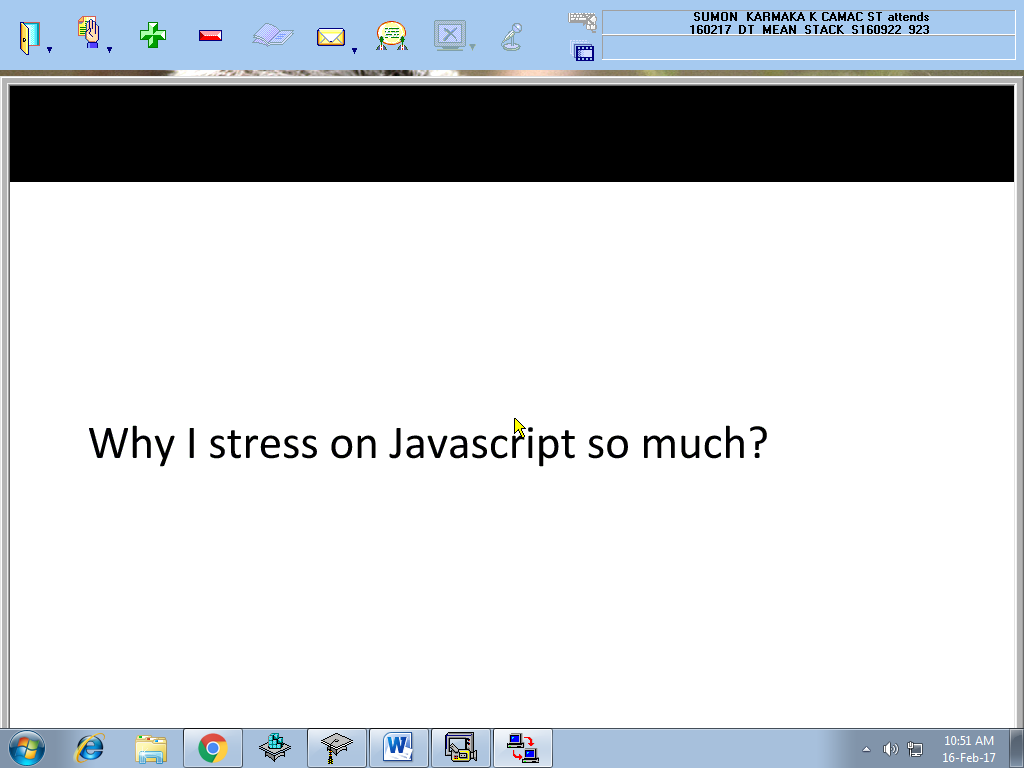 SUMON KARMAKA K CAMAC ST attends
160217 DT MEAN STACK S160922 923
Why I stress on Javascript so much?
10:51 AM
16-Feb-17